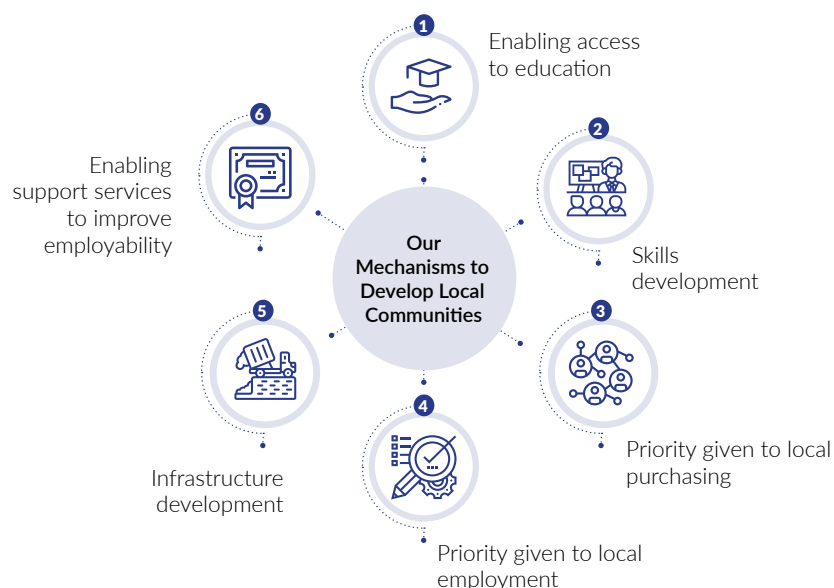 1
Enabling access
to education
2
Skills
development
3
Priority given to local
purchasing
4
Priority given to local
employment
5
Infrastructure
development
6
Enabling
support services
to improve
employability
Our
Mechanisms to
Develop Local
Communities